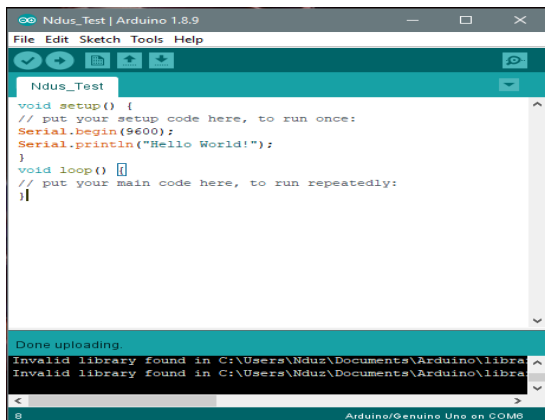 Ndus_Test | Arduino 1.8.9
File Edit Sketch Tools Help
Ndus_Test
void setup() {
// put your setup code here, to run once:
Serial.begin(9600);
Serial.println("Hello World!");
}
void loop() {
// put your main code here, to run repeatedly:
}
Done uploading.
Invalid library found in C:\Users\Nduz\Documents\Arduino\libra
Invalid library found in C:\Users\Nduz\Documents\Arduino\libra
8 Arduino/Genuino Uno on COM6